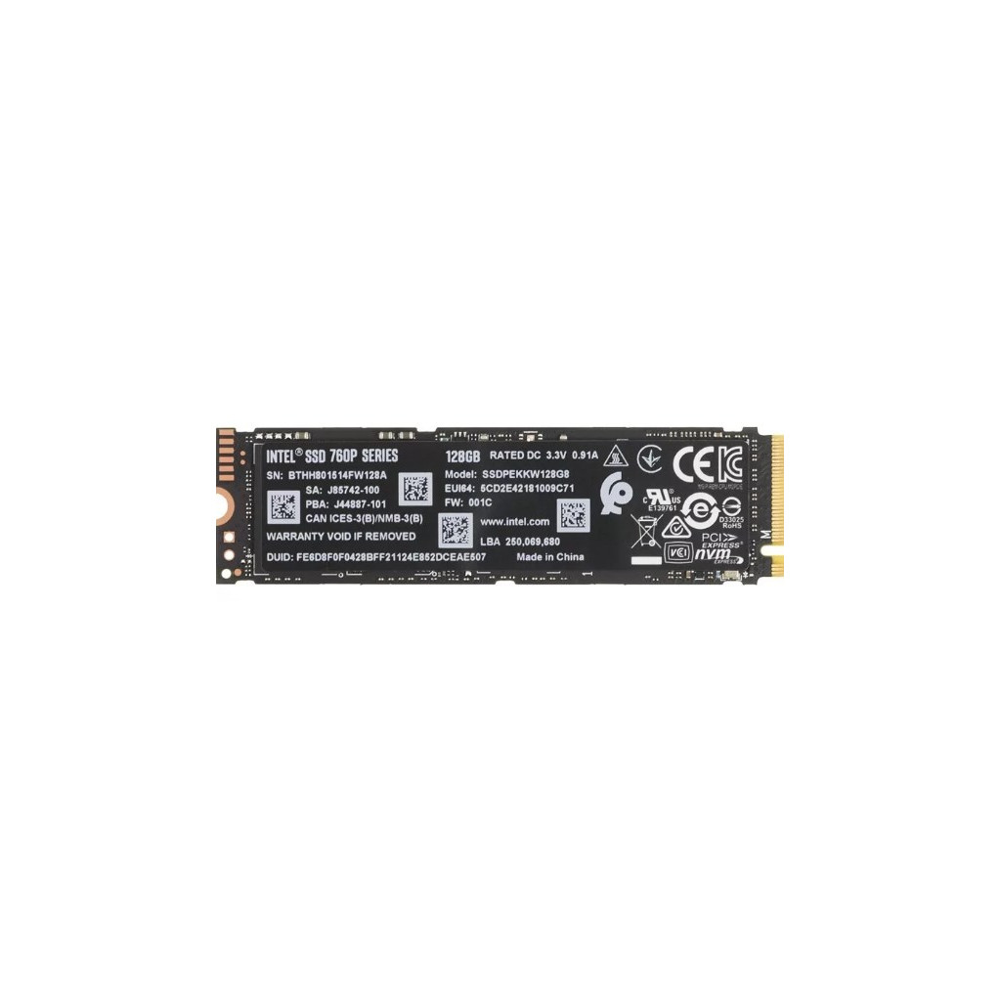 INTEL® SSD 760P SERIES 128GB RATED DC 3.3V 0.91A
SN: BTHH801514FW128A Model: SSDPEKKW128G8
SA: J85742-100 EUI64: 5CD2E42181009C71
PBA: J44887-101 FW: 001C
CAN ICES-3(B)/NMB-3(B) www.intel.com
WARRANTY VOID IF REMOVED LBA 250,069,680
DUID: FE6D8F0F0428BFF21124E852DCEAE507 Made in China
C US
E139761
D33025
RoHS
PCI
EXPRESS®
VCI
nvm
EXPRESS
M